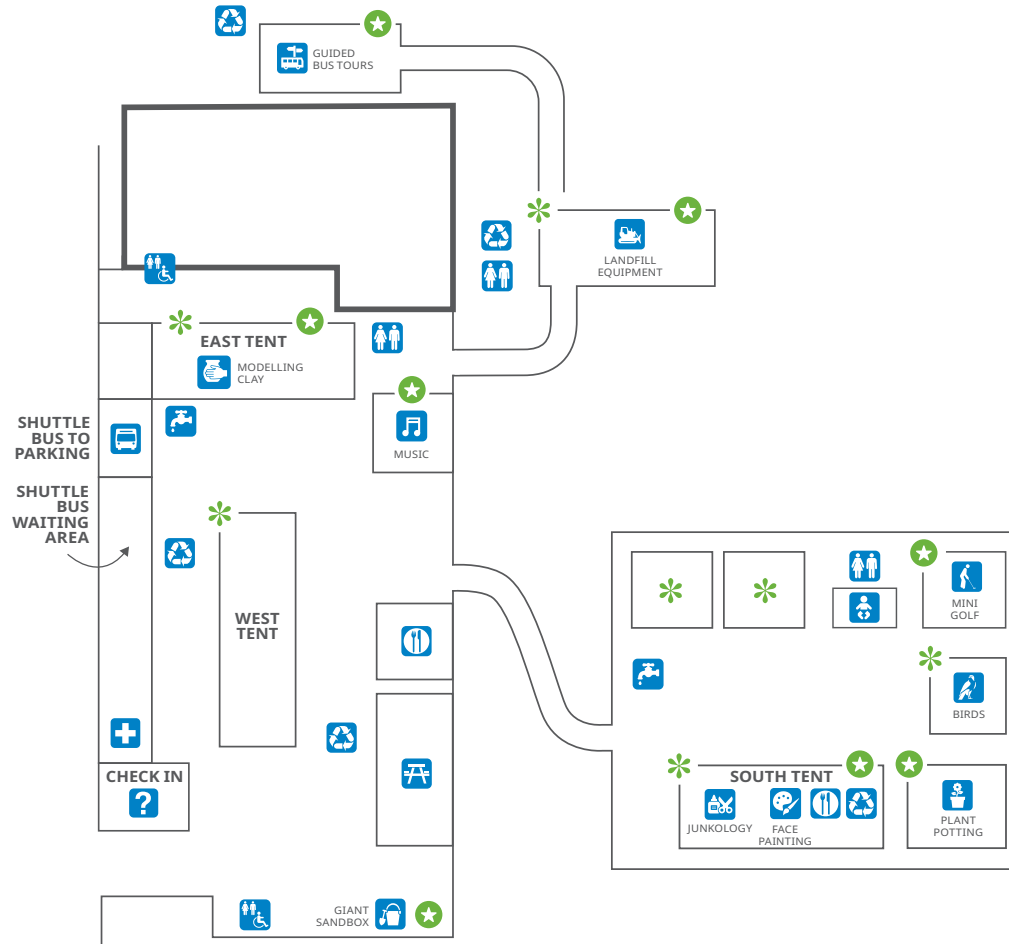 GUIDED
BUS TOURS
LANDFILL
EQUIPMENT
EAST TENT
MODELLING
CLAY
SHUTTLE
BUS TO
PARKING
MUSIC
SHUTTLE
BUS
WAITING
AREA
WEST
TENT
MINI
GOLF
BIRDS
CHECK IN
?
SOUTH TENT
JUNKOLOGY
FACE
PAINTING
PLANT
POTTING
GIANT
SANDBOX